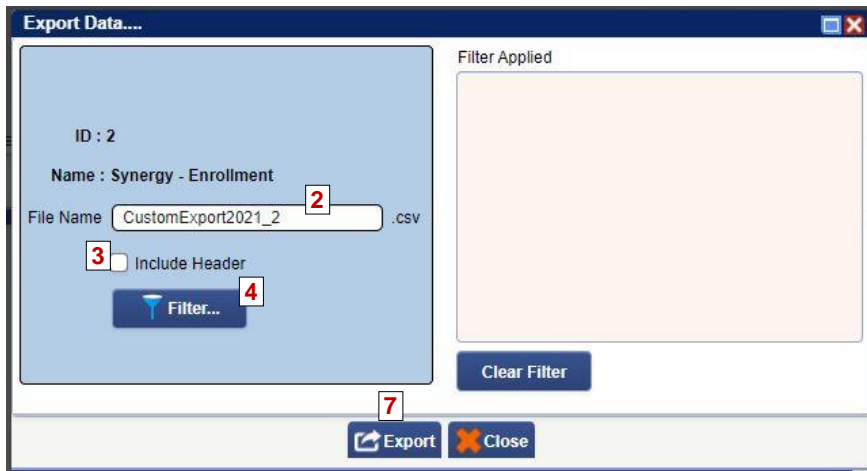 Export Data....
Filter Applied
ID : 2
Name : Synergy - Enrollment
2
File Name CustomExport2021_2 .csv
3 Include Header
4
Filter...
Clear Filter
7
Export Close